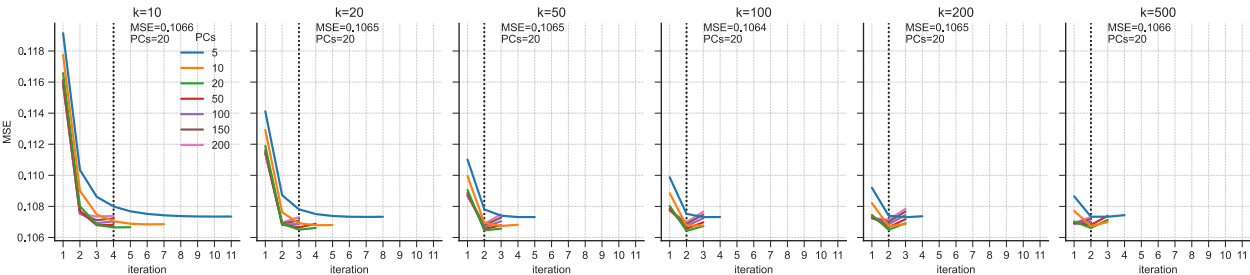 k=10
k=20
k=50
k=100
k=200
k=500
MSE=0.1066
PCs=20
MSE=0.1065
PCs=20
MSE=0.1065
PCs=20
MSE=0.1064
PCs=20
MSE=0.1065
PCs=20
MSE=0.1066
PCs=20
PCs
5
10
20
50
100
150
200
MSE
0.118
0.116
0.114
0.112
0.110
0.108
0.106
1 2 3 4 5 6 7 8 9 10 11
1 2 3 4 5 6 7 8 9 10 11
1 2 3 4 5 6 7 8 9 10 11
1 2 3 4 5 6 7 8 9 10 11
1 2 3 4 5 6 7 8 9 10 11
1 2 3 4 5 6 7 8 9 10 11
iteration
iteration
iteration
iteration
iteration
iteration